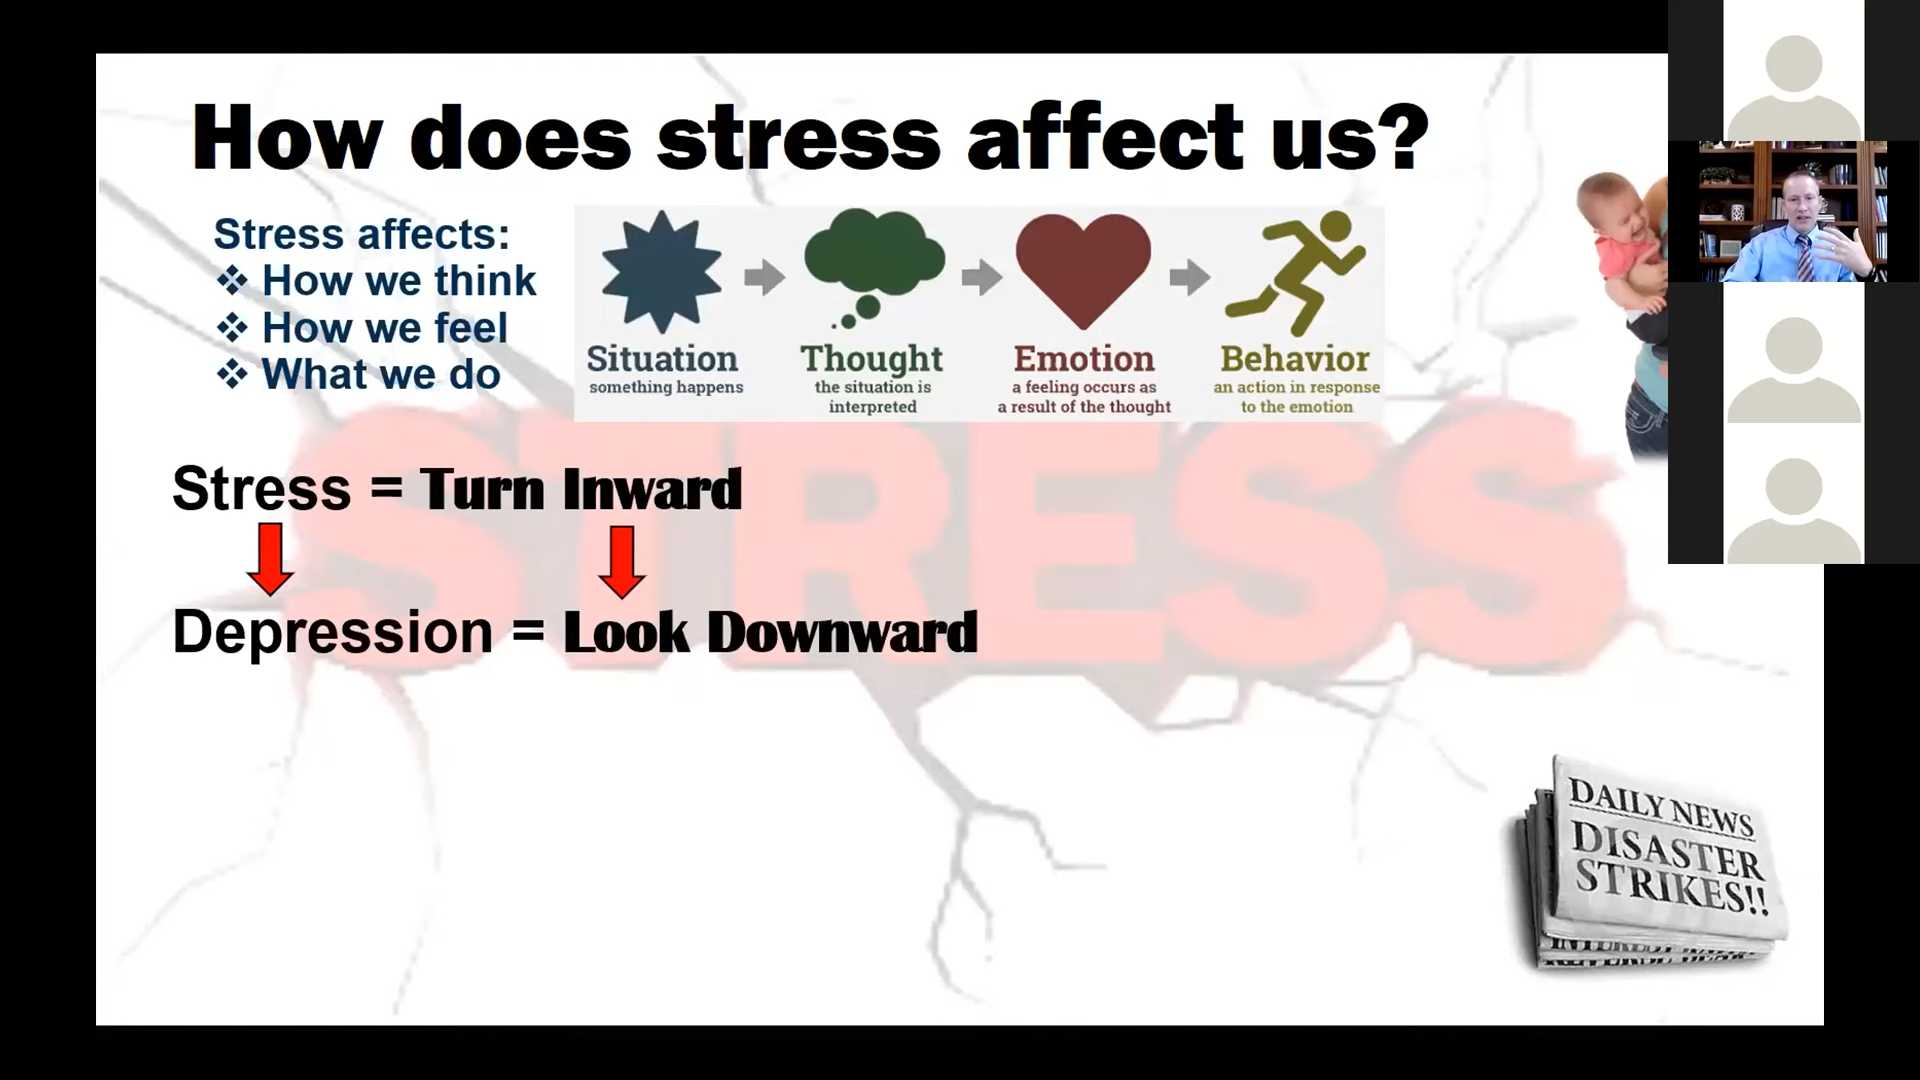 How does stress affect us?
Stress affects:
❖ How we think
❖ How we feel
❖ What we do
Situation
something happens
Thought
the situation is
interpreted
Emotion
a feeling occurs as
a result of the thought
Behavior
an action in response
to the emotion
STRESS
Stress = Turn Inward
Depression = Look Downward
DAILY NEWS
DISASTER
STRIKES!!